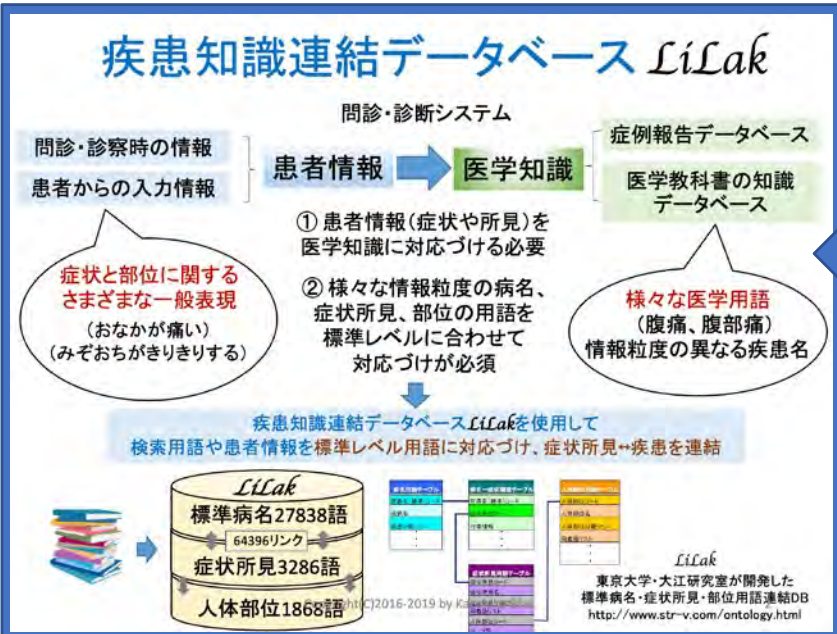 疾患知識連結データベース LiLak
問診・診断システム
問診・診察時の情報
患者からの入力情報
患者情報
医学知識
症例報告データベース
医学教科書の知識
データベース
① 患者情報(症状や所見)を
医学知識に対応づける必要
② 様々な情報粒度の病名、
症状所見、部位の用語を
標準レベルに合わせて
対応づけが必須
症状と部位に関する
さまざまな一般表現
(おなかが痛い)
(みぞおちがきりきりする)
様々な医学用語
(腹痛、腹部痛)
情報粒度の異なる疾患名
疾患知識連結データベースLiLakを使用して
検索用語や患者情報を標準レベル用語に対応づけ、症状所見↔疾患を連結
LiLak
標準病名27838語
64396リンク
症状所見3286語
人体部位1868語
LiLak
東京大学・大江研究室が開発した
標準病名・症状所見・部位用語連結DB
http://www.str-v.com/ontology.html
(C)2016-2019 by